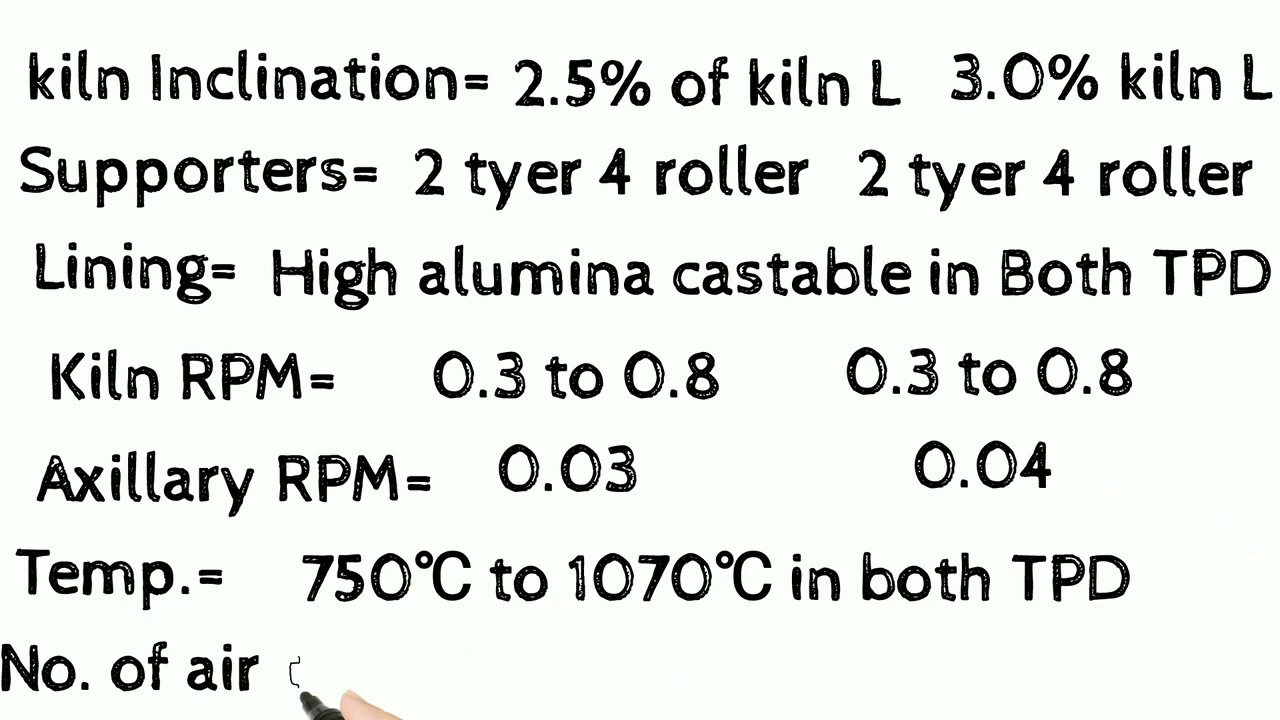 kiln Inclination= 2.5% of kiln L 3.0% kiln L
Supporters= 2 tyer 4 roller 2 tyer 4 roller
Lining= High alumina castable in Both TPD
Kiln RPM= 0.3 to 0.8 0.3 to 0.8
Axillary RPM= 0.03 0.04
Temp.= 750°C to 1070°C in both TPD
No. of air